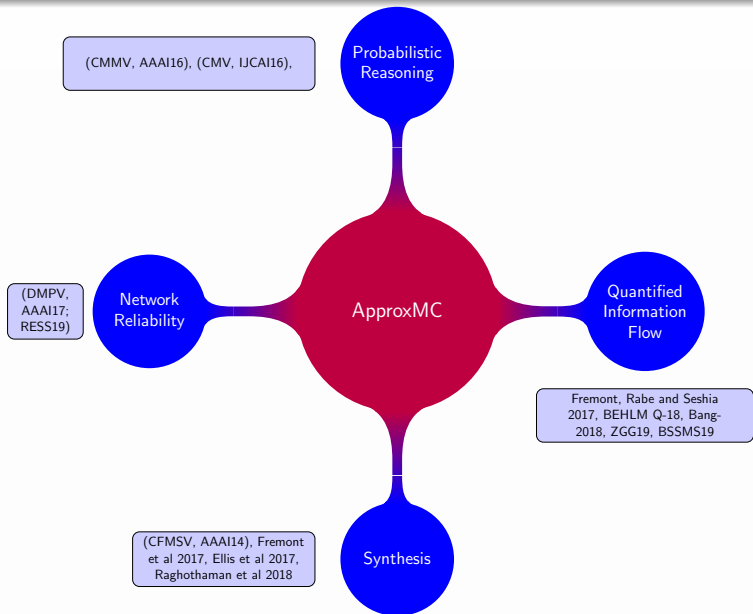 (CMMV, AAAI16), (CMV, IJCAI16),
Probabilistic
Reasoning
(DMPV,
AAAI17;
RESS19)
Network
Reliability
ApproxMC
Quantified
Information
Flow
Fremont, Rabe and Seshia
2017, BEHLM Q-18, Bang-
2018, ZGG19, BSSMS19
(CFMSV, AAAI14), Fremont
et al 2017, Ellis et al 2017,
Raghothaman et al 2018
Synthesis